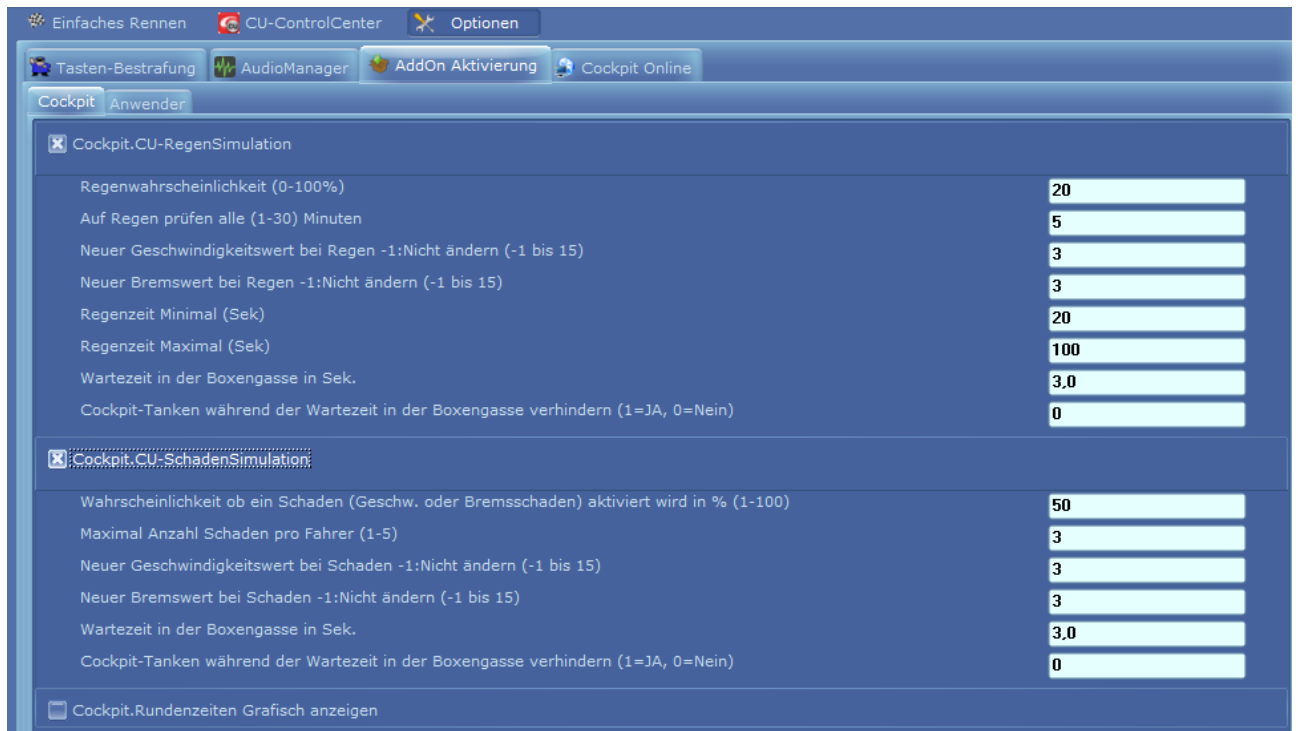 Einfaches Rennen CU-ControlCenter Optionen
Tasten-Bestrafung AudioManager AddOn Aktivierung Cockpit Online
Cockpit Anwender
Cockpit.CU-RegenSimulation
Regenwahrscheinlichkeit (0-100%) 20
Auf Regen prüfen alle (1-30) Minuten 5
Neuer Geschwindigkeitswert bei Regen -1:Nicht ändern (-1 bis 15) 3
Neuer Bremswert bei Regen -1:Nicht ändern (-1 bis 15) 3
Regenzeit Minimal (Sek) 20
Regenzeit Maximal (Sek) 100
Wartezeit in der Boxengasse in Sek. 3,0
Cockpit-Tanken während der Wartezeit in der Boxengasse verhindern (1=JA, 0=Nein) 0
Cockpit.CU-SchadenSimulation
Wahrscheinlichkeit ob ein Schaden (Geschw. oder Bremsschaden) aktiviert wird in % (1-100) 50
Maximal Anzahl Schaden pro Fahrer (1-5) 3
Neuer Geschwindigkeitswert bei Schaden -1:Nicht ändern (-1 bis 15) 3
Neuer Bremswert bei Schaden -1:Nicht ändern (-1 bis 15) 3
Wartezeit in der Boxengasse in Sek. 3,0
Cockpit-Tanken während der Wartezeit in der Boxengasse verhindern (1=JA, 0=Nein) 0
Cockpit.Rundenzeiten Grafisch anzeigen